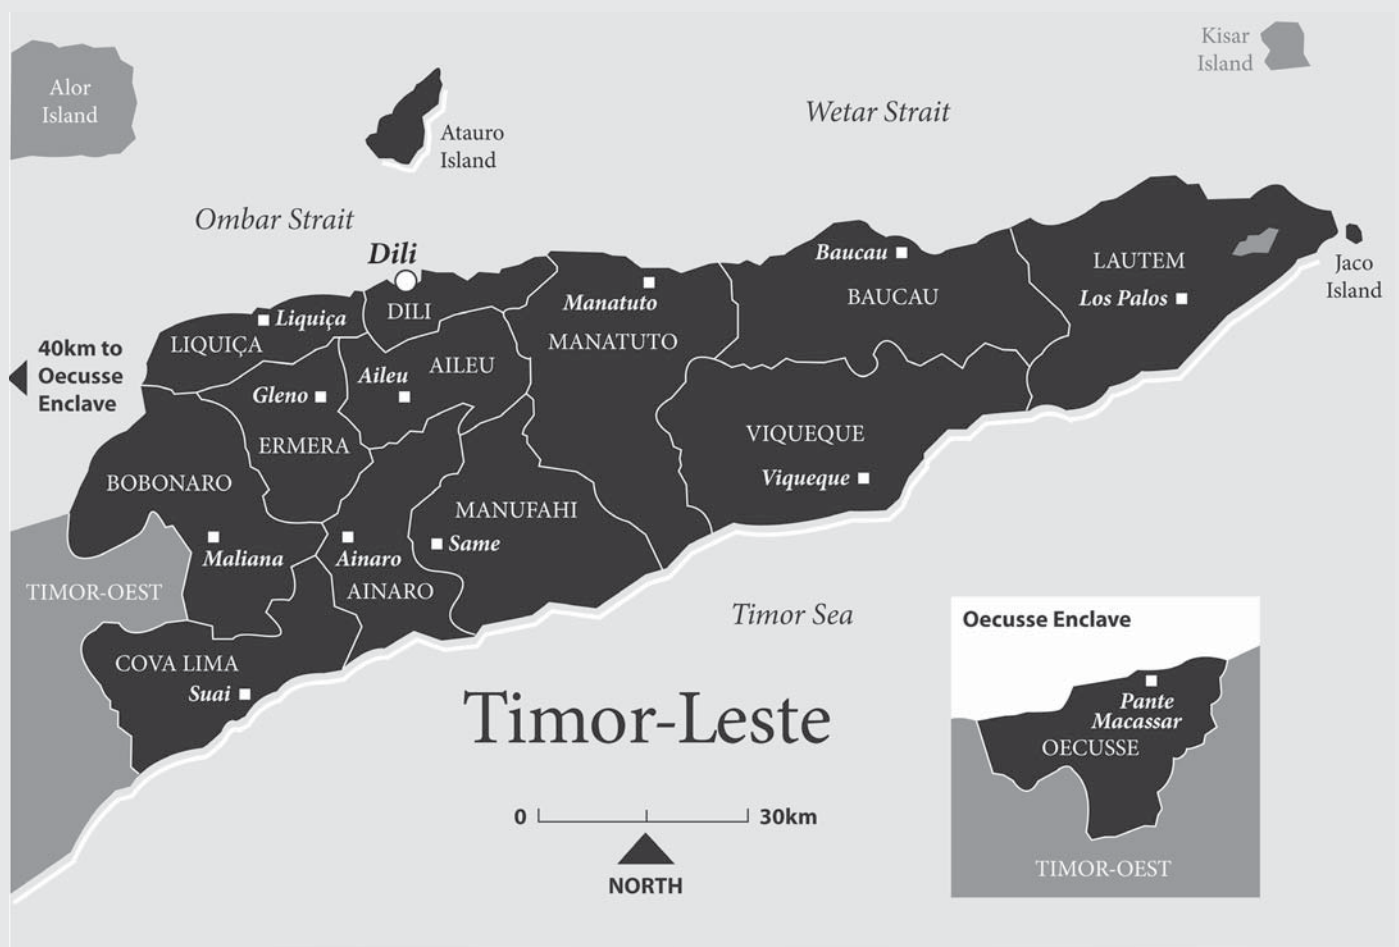 Kisar
Island
Alor
Island
Wetar Strait
Atauro
Island
Ombar Strait
Dili
Baucau
LAUTEM
Jaco
Island
Manatuto
BAUCAU
Los Palos
DILI
Liquiça
LIQUIÇA
MANATUTO
40km to
Oecusse
Enclave
AILEU
Aileu
Gleno
ERMERA
VIQUEQUE
Viqueque
BOBONARO
MANUFAHI
Same
Maliana
Ainaro
AINARO
TIMOR-OEST
Timor Sea
COVA LIMA
Suai
Timor-Leste
Oecusse Enclave
Pante
Macassar
OECUSSE
TIMOR-OEST
0 30km
NORTH